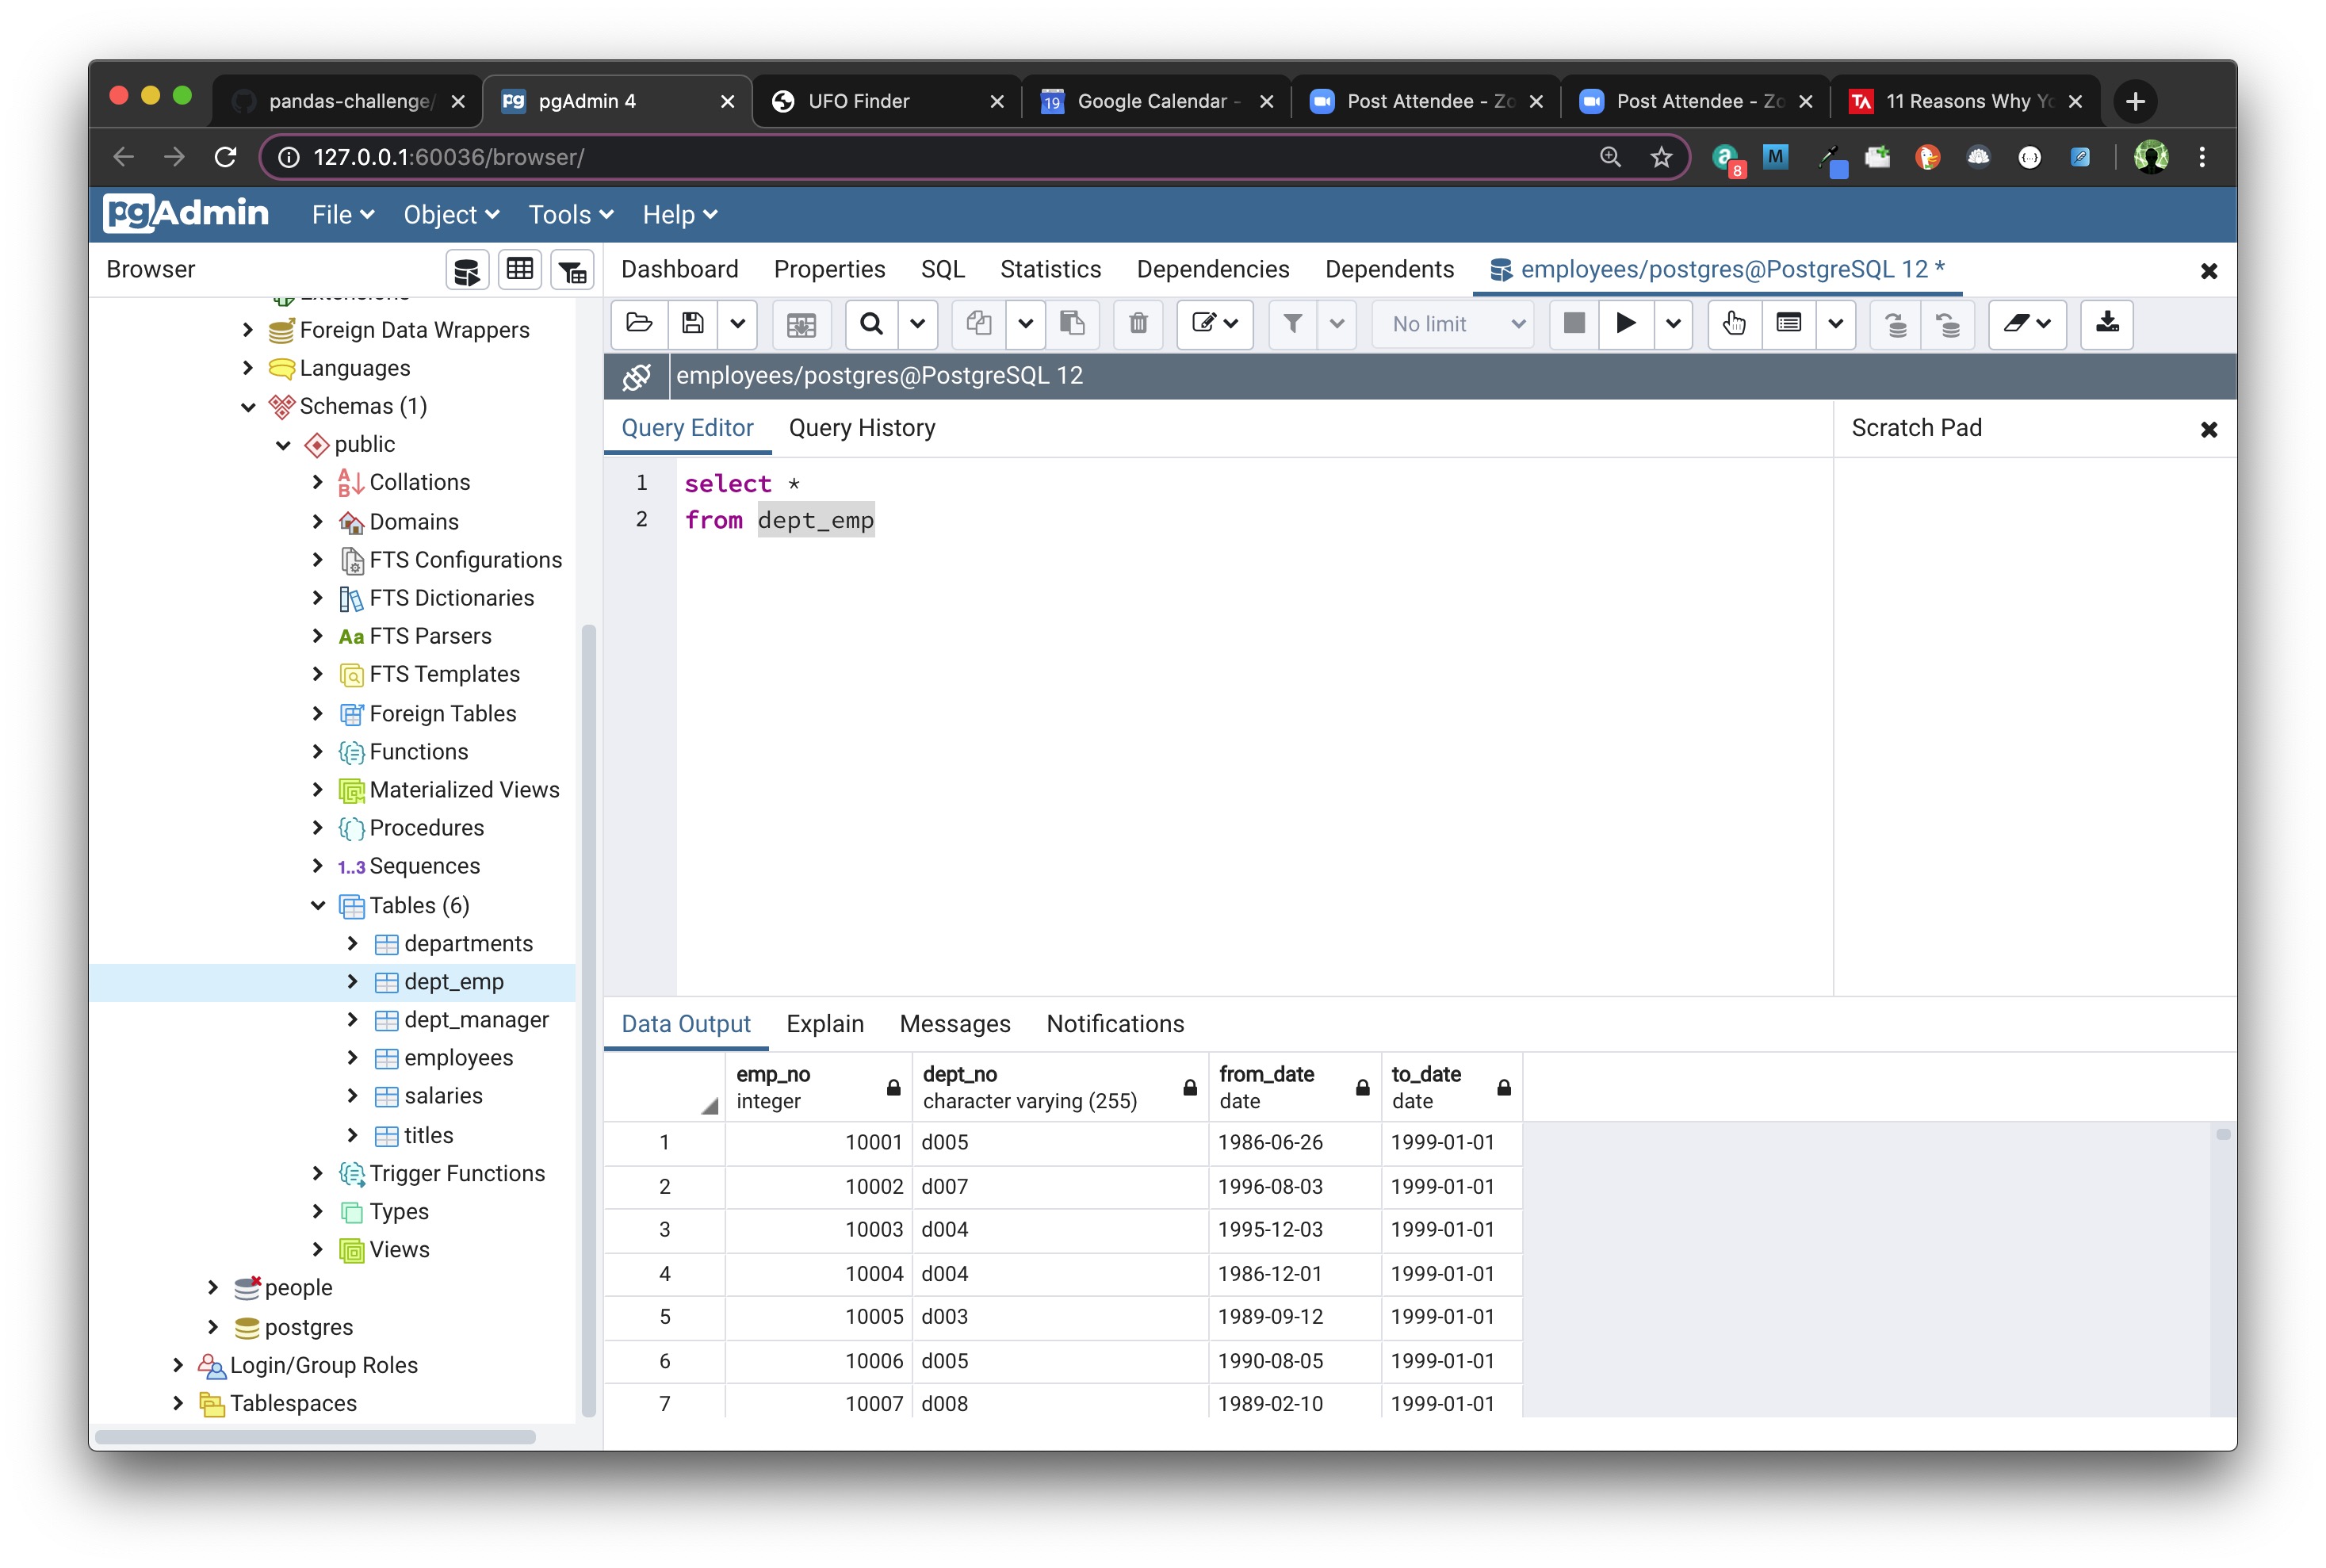 pandas-challenge/
pgAdmin 4
UFO Finder
19
Google Calendar -
Post Attendee - Zo
Post Attendee - Zo
TA
11 Reasons Why Yo
127.0.0.1:60036/browser/
a
8
M
pgAdmin
File
Object
Tools
Help
Browser
Dashboard
Properties
SQL
Statistics
Dependencies
Dependents
employees/postgres@PostgreSQL 12 *
No limit
employees/postgres@PostgreSQL 12
Query Editor
Query History
Scratch Pad
1 select *
2 from dept_emp
Extensions
Foreign Data Wrappers
Languages
Schemas (1)
public
Collations
Domains
FTS Configurations
FTS Dictionaries
Aa FTS Parsers
FTS Templates
Foreign Tables
Functions
Materialized Views
Procedures
1..3 Sequences
Tables (6)
departments
dept_emp
dept_manager
employees
salaries
titles
Trigger Functions
Types
Views
people
postgres
Login/Group Roles
Tablespaces
Data Output
Explain
Messages
Notifications
emp_no dept_no from_date to_date
integer character varying (255) date date
1 10001 d005 1986-06-26 1999-01-01
2 10002 d007 1996-08-03 1999-01-01
3 10003 d004 1995-12-03 1999-01-01
4 10004 d004 1986-12-01 1999-01-01
5 10005 d003 1989-09-12 1999-01-01
6 10006 d005 1990-08-05 1999-01-01
7 10007 d008 1989-02-10 1999-01-01